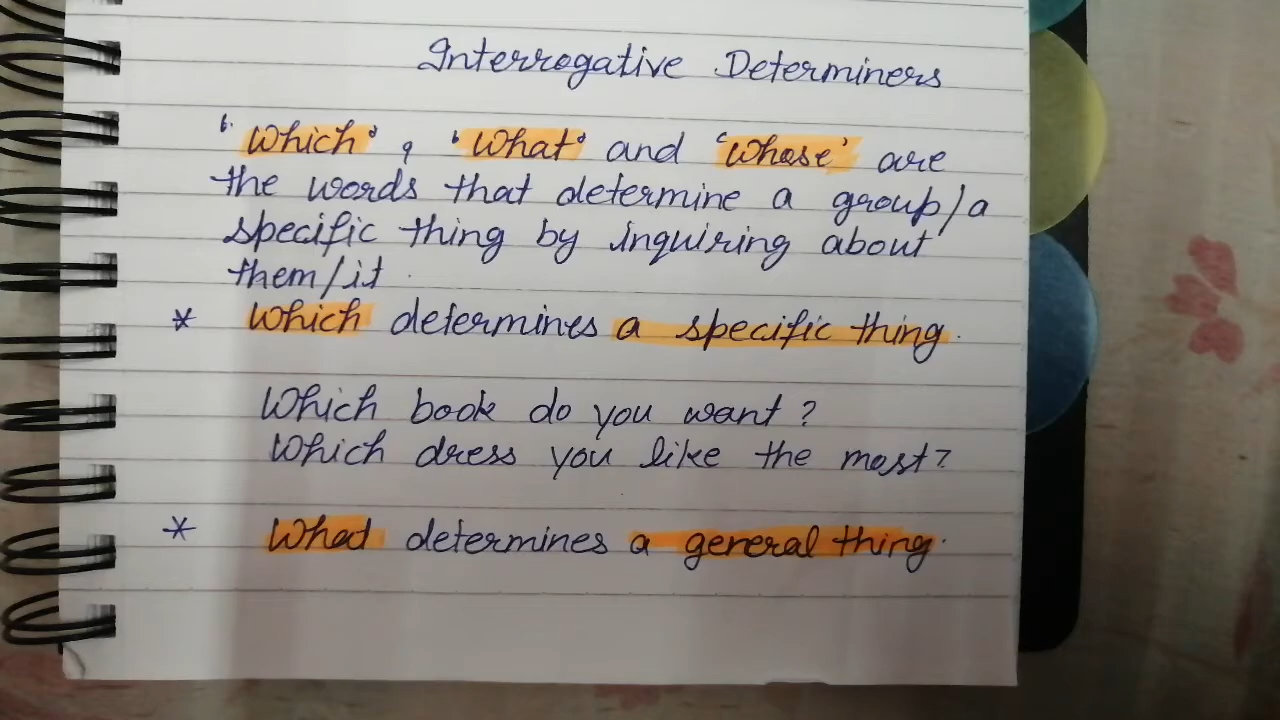 Interrogative Determiners
'Which', 'What' and 'Whose' are
the words that determine a group/a
specific thing by inquiring about
them/it.
* Which determines a specific thing.
Which book do you want?
Which dress you like the most?
* What determines a general thing.